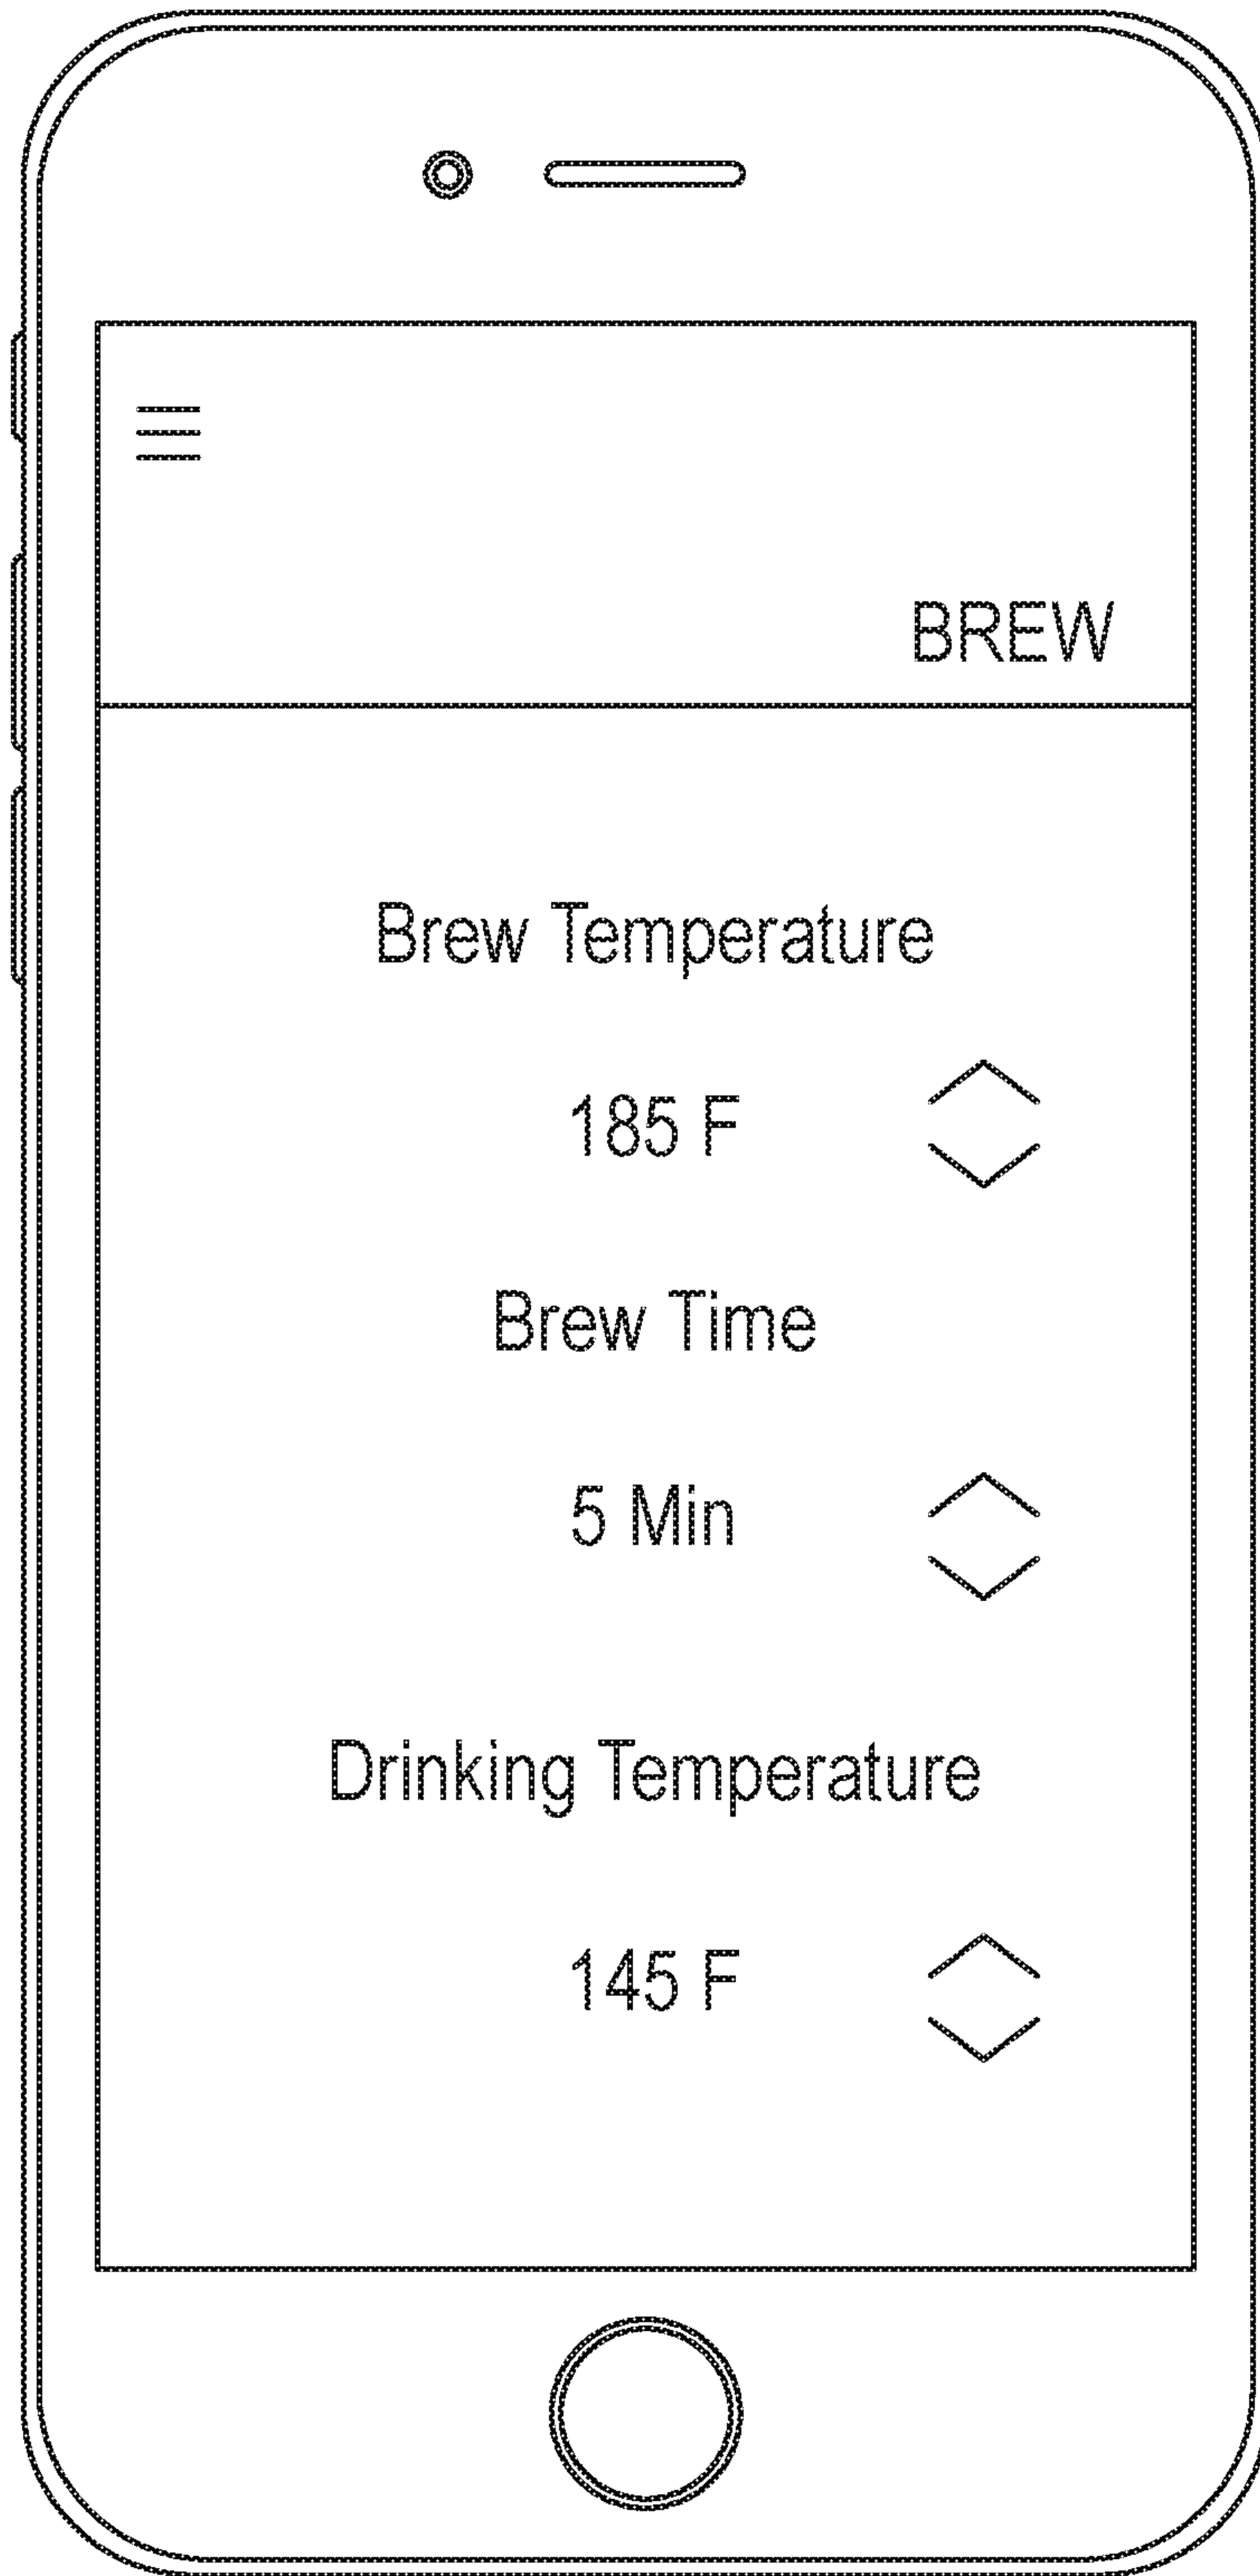 BREW
Brew Temperature
185 F
Brew Time
5 Min
Drinking Temperature
145 F